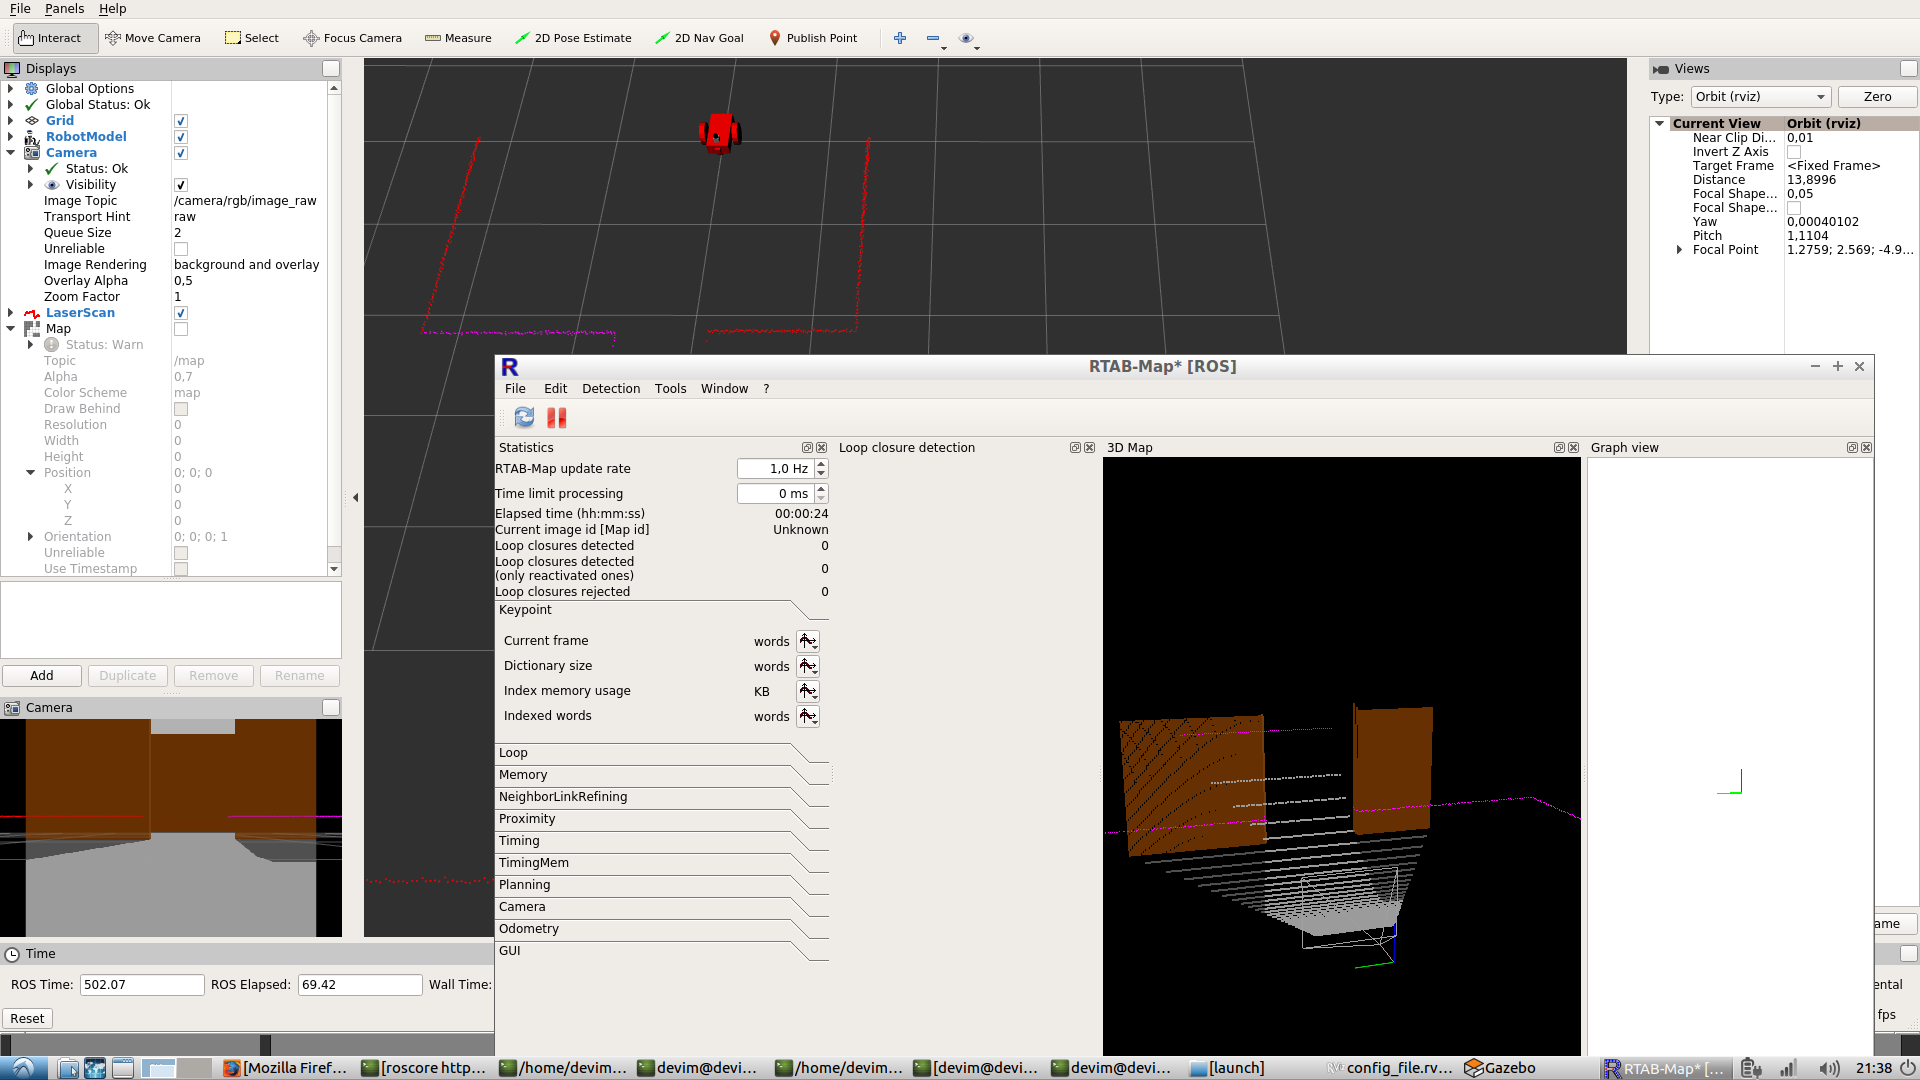 File Panels Help
Interact Move Camera Select Focus Camera Measure 2D Pose Estimate 2D Nav Goal Publish Point
Displays
Global Options
Global Status: Ok
Grid
RobotModel
Camera
Status: Ok
Visibility
Image Topic /camera/rgb/image_raw
Transport Hint raw
Queue Size 2
Unreliable
Image Rendering background and overlay
Overlay Alpha 0,5
Zoom Factor 1
LaserScan
Map
Status: Warn
Topic /map
Alpha 0,7
Color Scheme map
Draw Behind
Resolution 0
Width 0
Height 0
Position 0; 0; 0
X 0
Y 0
Z 0
Orientation 0; 0; 0; 1
Unreliable
Use Timestamp
Add Duplicate Remove Rename
Camera
Time
ROS Time: 502.07 ROS Elapsed: 69.42 Wall Time:
Reset
Views
Type: Orbit (rviz) Zero
Current View Orbit (rviz)
Near Clip Di... 0,01
Invert Z Axis
Target Frame <Fixed Frame>
Distance 13,8996
Focal Shape... 0,05
Focal Shape...
Yaw 0,00040102
Pitch 1,1104
Focal Point 1.2759; 2.569; -4.9...
ame
ental
fps
R RTAB-Map* [ROS]
File Edit Detection Tools Window ?
Statistics
RTAB-Map update rate 1,0 Hz
Time limit processing 0 ms
Elapsed time (hh:mm:ss) 00:00:24
Current image id [Map id] Unknown
Loop closures detected 0
Loop closures detected
(only reactivated ones) 0
Loop closures rejected 0
Keypoint
Current frame words
Dictionary size words
Index memory usage KB
Indexed words words
Loop
Memory
NeighborLinkRefining
Proximity
Timing
TimingMem
Planning
Camera
Odometry
GUI
Loop closure detection
3D Map
Graph view
[Mozilla Firef... [roscore http... /home/devim... devim@devi... /home/devim... [devim@devi... devim@devi... [launch] config_file.rv... Gazebo RTAB-Map* [... 21:38